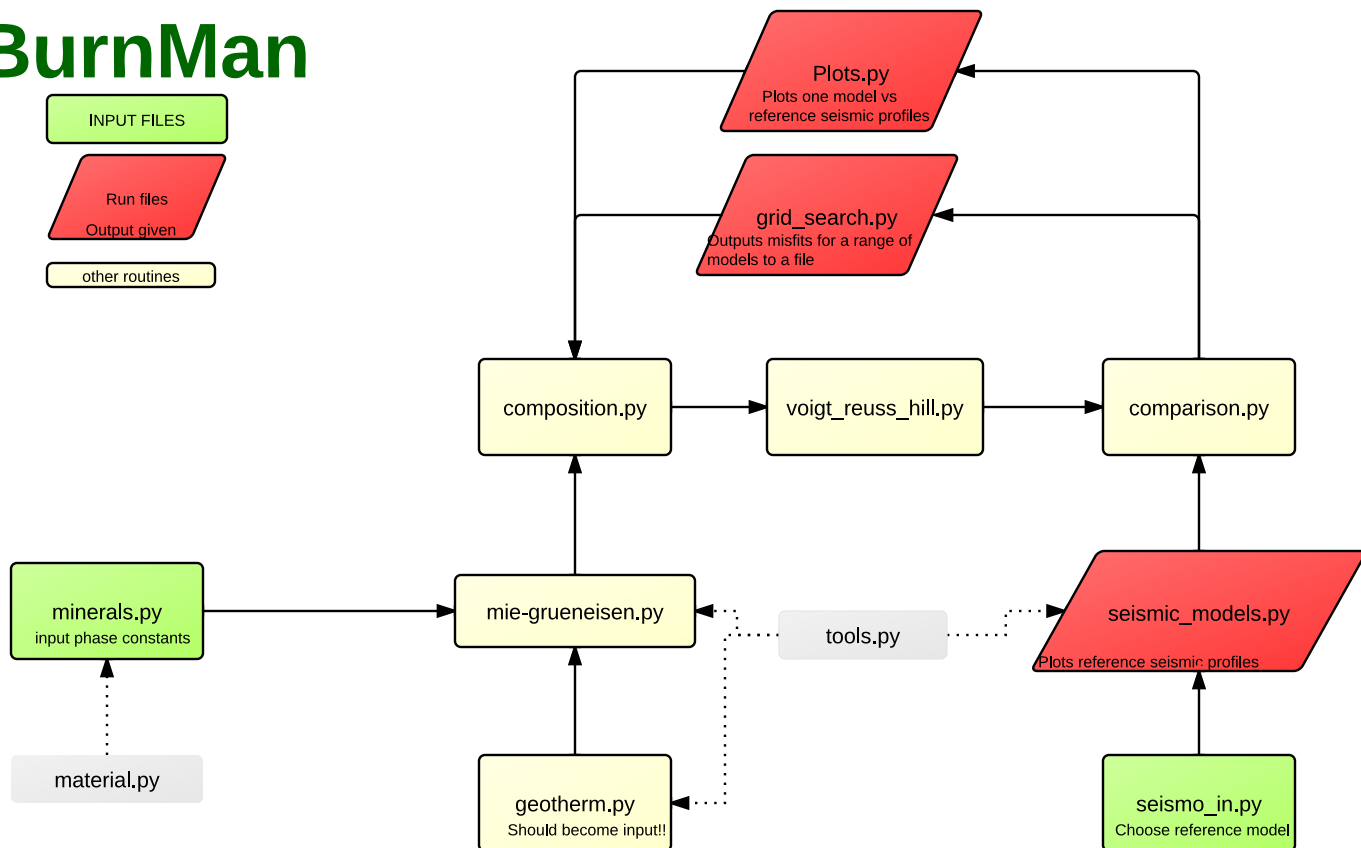 BurnMan
INPUT FILES
Run files
Output given
other routines
Plots.py
Plots one model vs
reference seismic profiles
grid_search.py
Outputs misfits for a range of
models to a file
composition.py
voigt_reuss_hill.py
comparison.py
minerals.py
input phase constants
mie-grueneisen.py
tools.py
seismic_models.py
Plots reference seismic profiles
material.py
geotherm.py
Should become input!!
seismo_in.py
Choose reference model